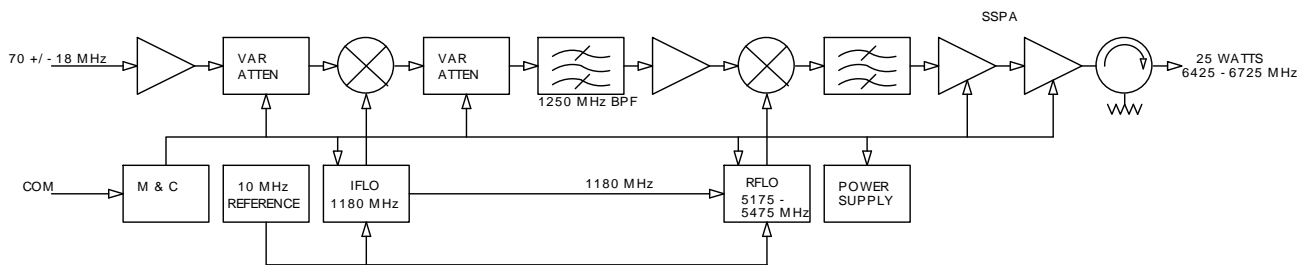 SSPA
70 +/- 18 MHz
VAR
ATTEN
VAR
ATTEN
1250 MHz BPF
25 WATTS
6425 - 6725 MHz
COM
M & C
10 MHz
REFERENCE
IFLO
1180 MHz
1180 MHz
RFLO
5175 -
5475 MHz
POWER
SUPPLY